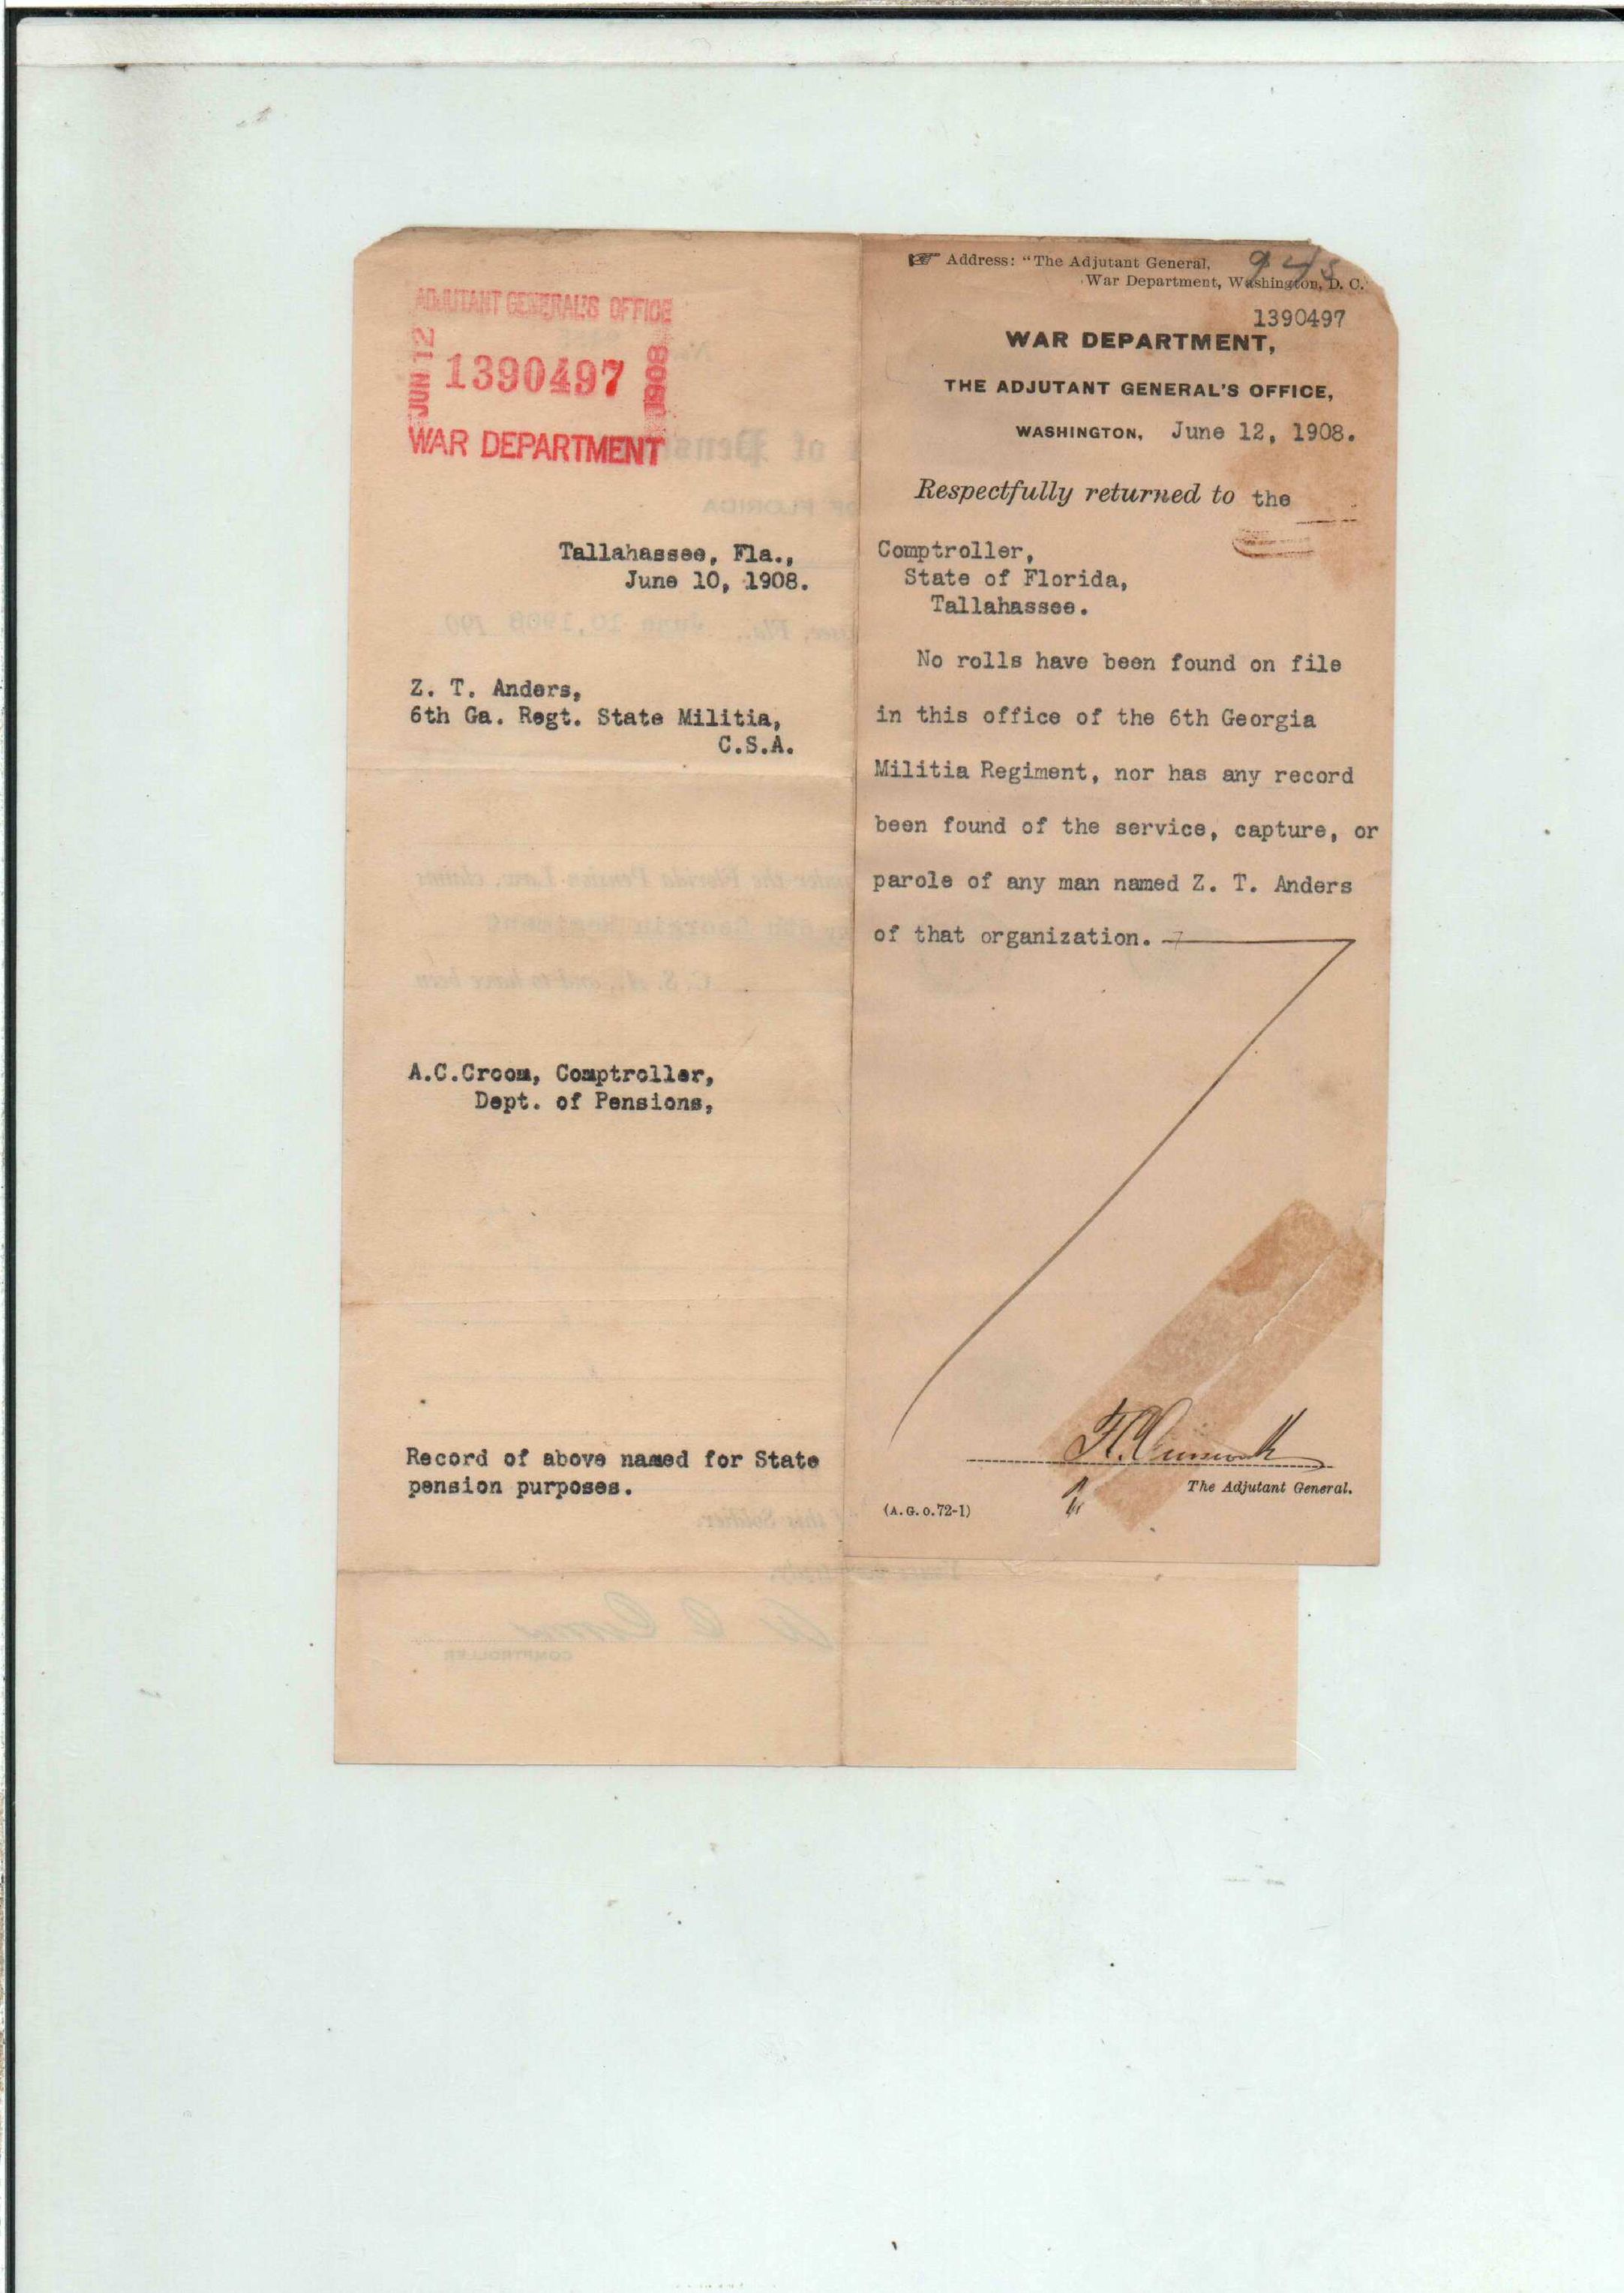 ADJUTANT GENERAL'S OFFICE
JUN 12
1390497
1908
WAR DEPARTMENT
Tallahassee, Fla.,
June 10, 1908.
Z. T. Anders,
6th Ga. Regt. State Militia,
C.S.A.
A.C.Croom, Comptroller,
Dept. of Pensions,
Record of above named for State
pension purposes.
Address: "The Adjutant General,
War Department, Washington, D. C.
1390497
WAR DEPARTMENT,
THE ADJUTANT GENERAL'S OFFICE,
WASHINGTON, June 12, 1908.
Respectfully returned to the
Comptroller,
State of Florida,
Tallahassee.
No rolls have been found on file
in this office of the 6th Georgia
Militia Regiment, nor has any record
been found of the service, capture, or
parole of any man named Z. T. Anders
of that organization.
The Adjutant General.
(A. G. O. 72-1)